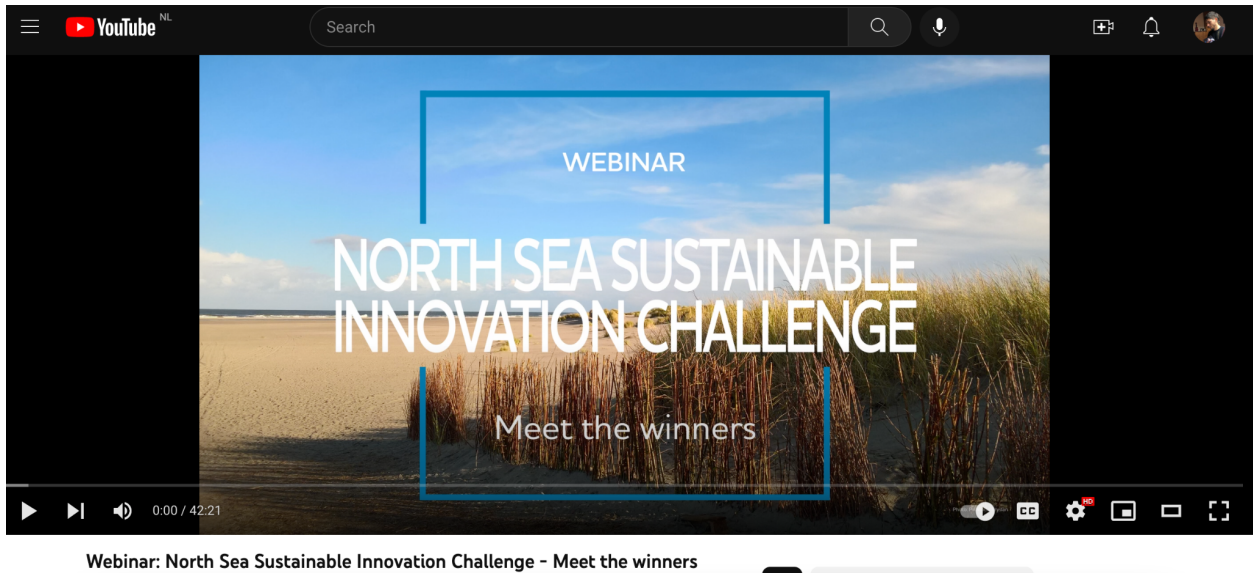 YouTube NL
Search
WEBINAR
NORTH SEA SUSTAINABLE
INNOVATION CHALLENGE
Meet the winners
0:00 / 42:21
CC
HD
Webinar: North Sea Sustainable Innovation Challenge - Meet the winners